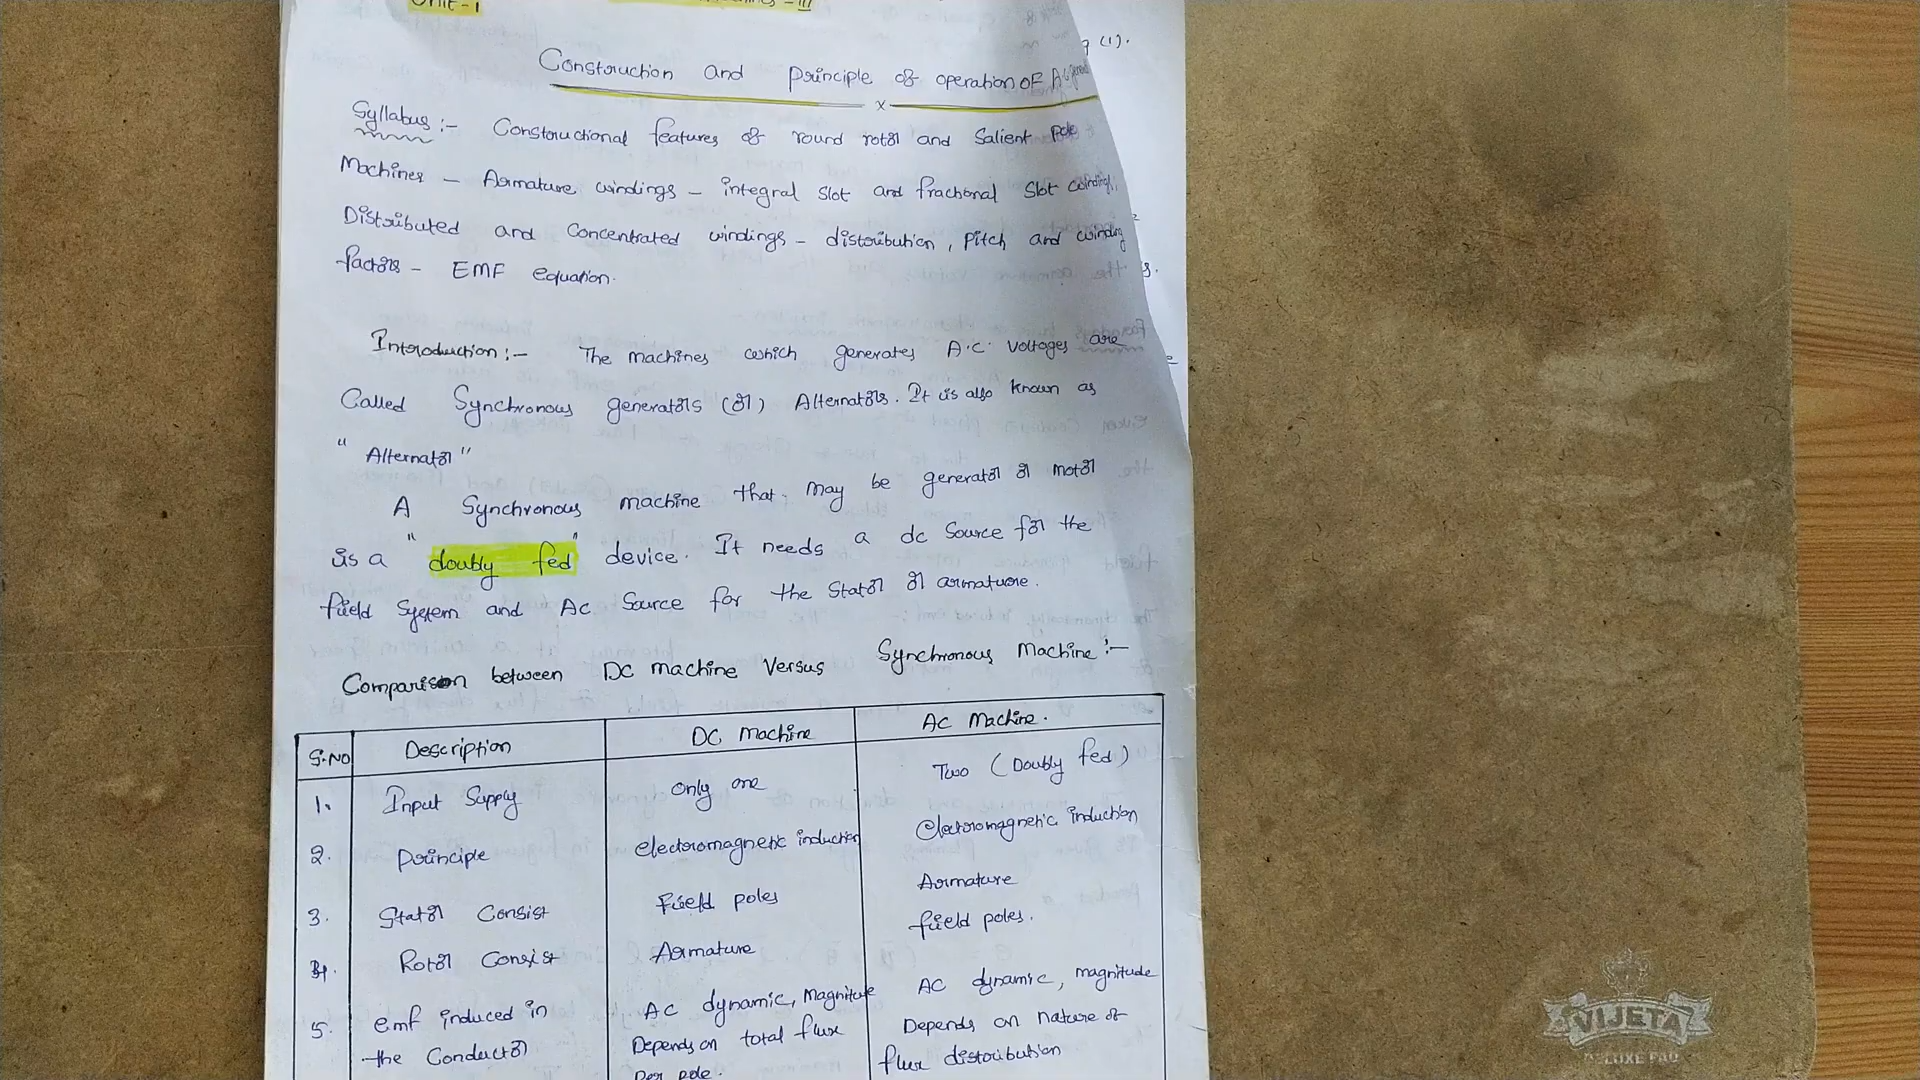 Unit-1
III
Construction and Principle of operation OF
x
Syllabus :- Constructional features of round rotor and Salient pole
Machines - Armature windings - integral Slot and fractional Slot windings,
Distributed and Concentrated windings - distribution, Pitch and winding
factors - EMF equation.
Introduction :- The machines which generates A.C. voltages are
Called Synchronous generators (or) Alternators. It is also known as
"Alternator"
A Synchronous machine that may be generator or motor
is a "doubly fed" device. It needs a dc source for the
field System and AC Source for the Stator or armature.
Comparison between DC machine Versus Synchronous Machine :-
S.NO Description DC Machine AC Machine.
1. Input Supply only one Two (Doubly fed)
2. Principle electromagnetic induction electromagnetic induction
3. Stator Consist Field poles Armature
4. Rotor Consist Armature field poles.
5. emf induced in AC dynamic, Magnitude AC dynamic, magnitude
the Conductor Depends on total flux Depends on nature of
per pole. flux distribution
VIJETA
DELUXE PAD